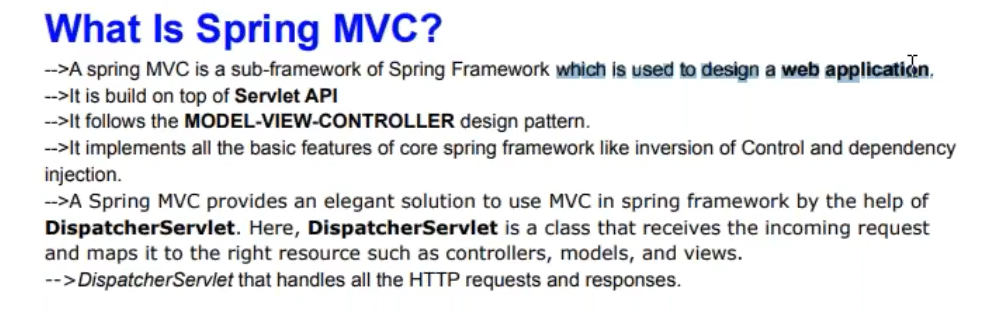 What Is Spring MVC?
-->A spring MVC is a sub-framework of Spring Framework which is used to design a web application.
-->It is build on top of Servlet API
-->It follows the MODEL-VIEW-CONTROLLER design pattern.
-->It implements all the basic features of core spring framework like inversion of Control and dependency
injection.
-->A Spring MVC provides an elegant solution to use MVC in spring framework by the help of
DispatcherServlet. Here, DispatcherServlet is a class that receives the incoming request
and maps it to the right resource such as controllers, models, and views.
-->DispatcherServlet that handles all the HTTP requests and responses.